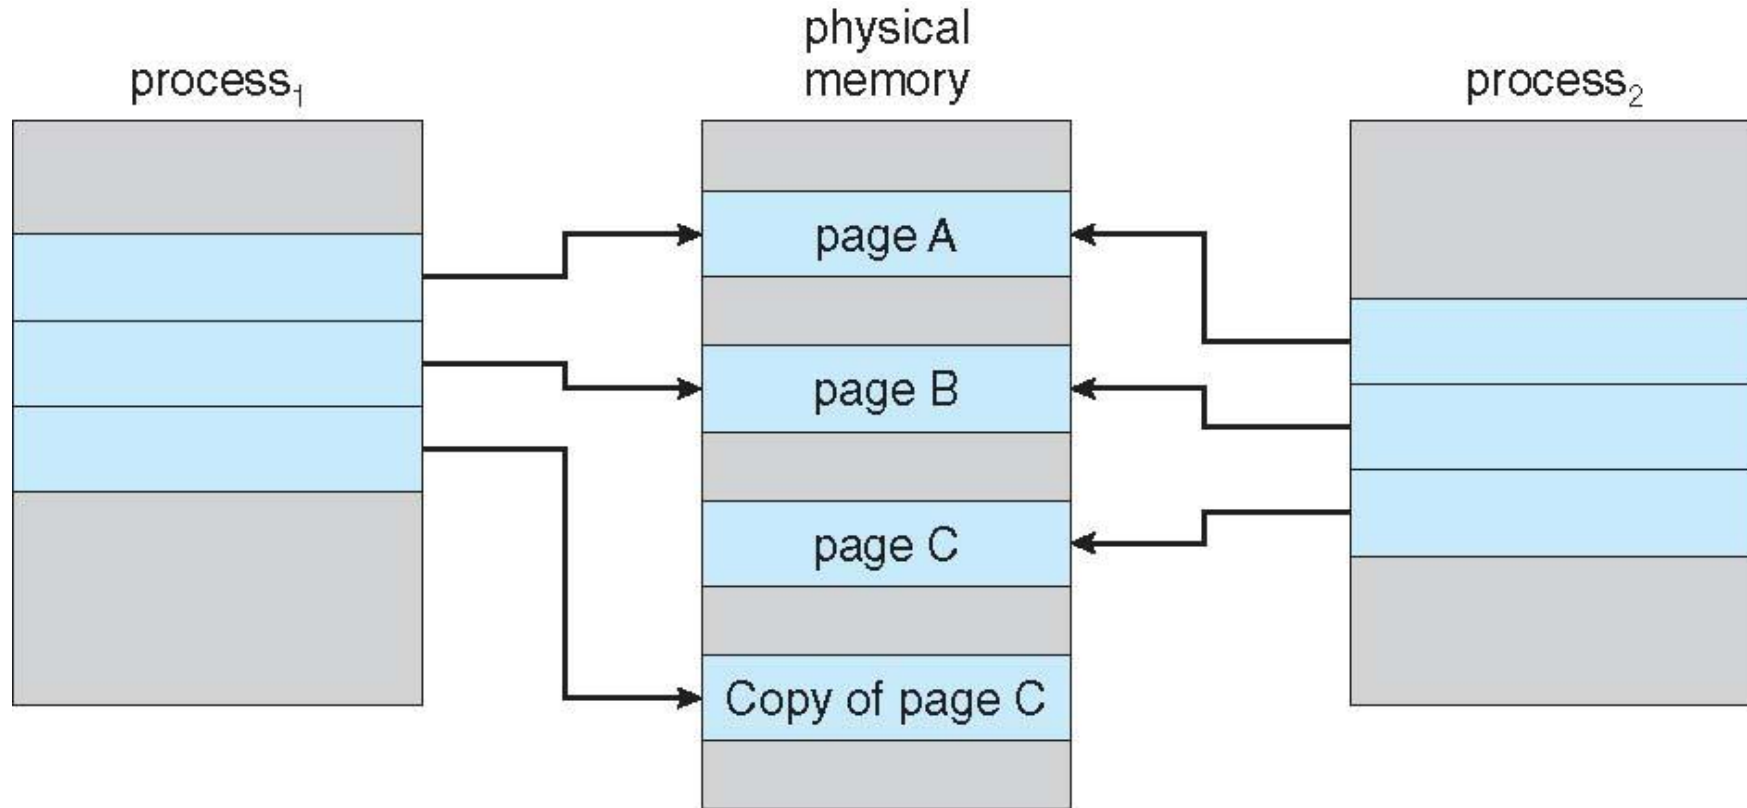 process₁
physical
memory
process₂
page A
page B
page C
Copy of page C